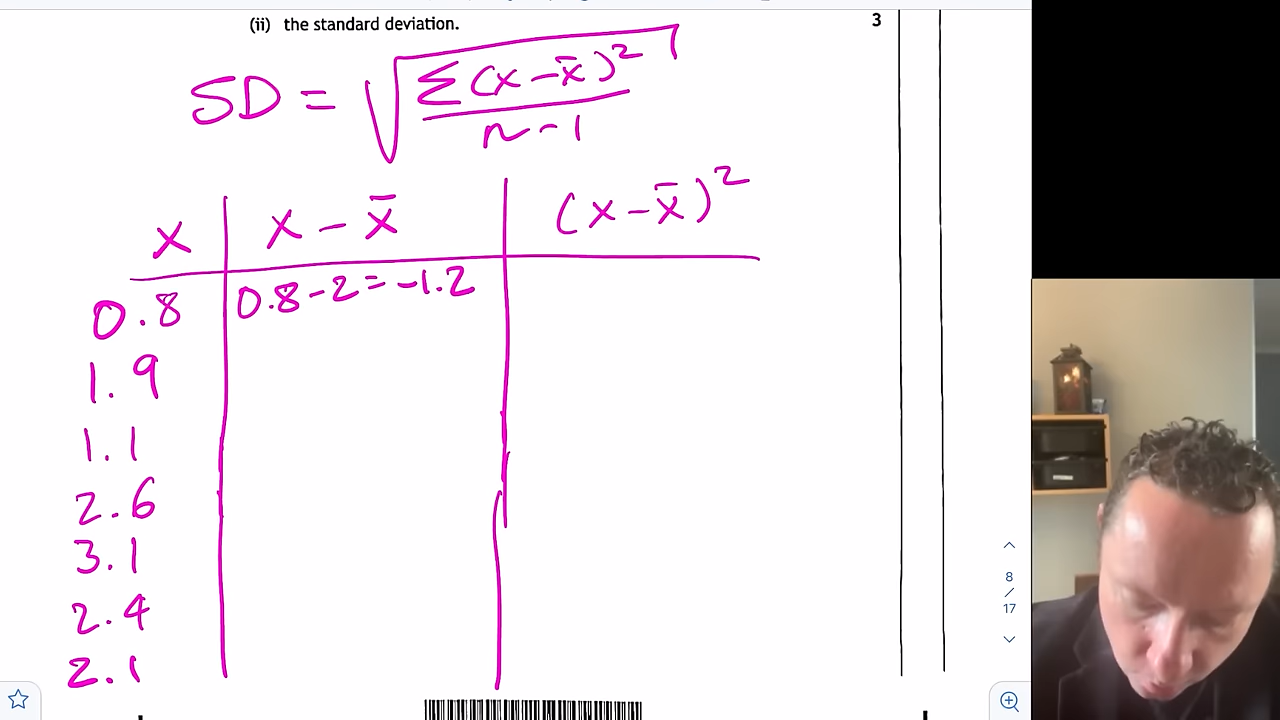 (ii) the standard deviation.
3
SD = √ Σ(x – x̄)²
n – 1
x
x – x̄
(x – x̄)²
0.8
0.8 – 2 = –1.2
1.9
1.1
2.6
3.1
2.4
2.1
8
/
17